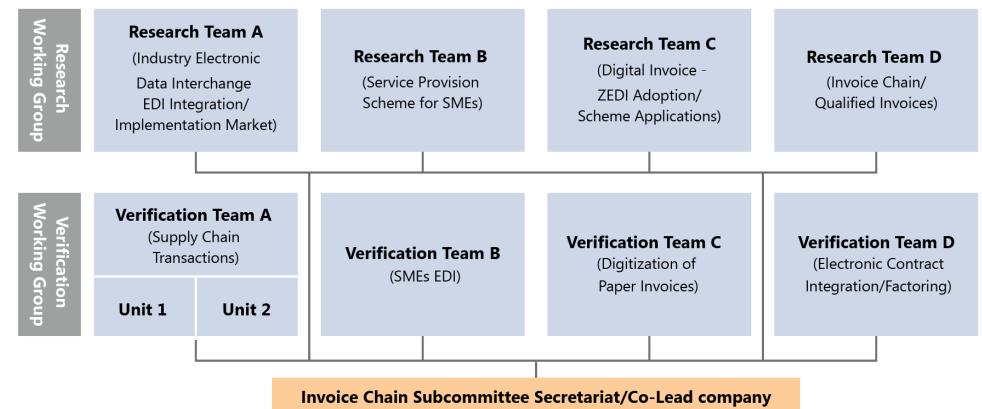 Research
Working Group
Research Team A
(Industry Electronic
Data Interchange
EDI Integration/
Implementation Market)
Research Team B
(Service Provision
Scheme for SMEs)
Research Team C
(Digital Invoice -
ZEDI Adoption/
Scheme Applications)
Research Team D
(Invoice Chain/
Qualified Invoices)
Verification
Working Group
Verification Team A
(Supply Chain
Transactions)
Unit 1
Unit 2
Verification Team B
(SMEs EDI)
Verification Team C
(Digitization of
Paper Invoices)
Verification Team D
(Electronic Contract
Integration/Factoring)
Invoice Chain Subcommittee Secretariat/Co-Lead company